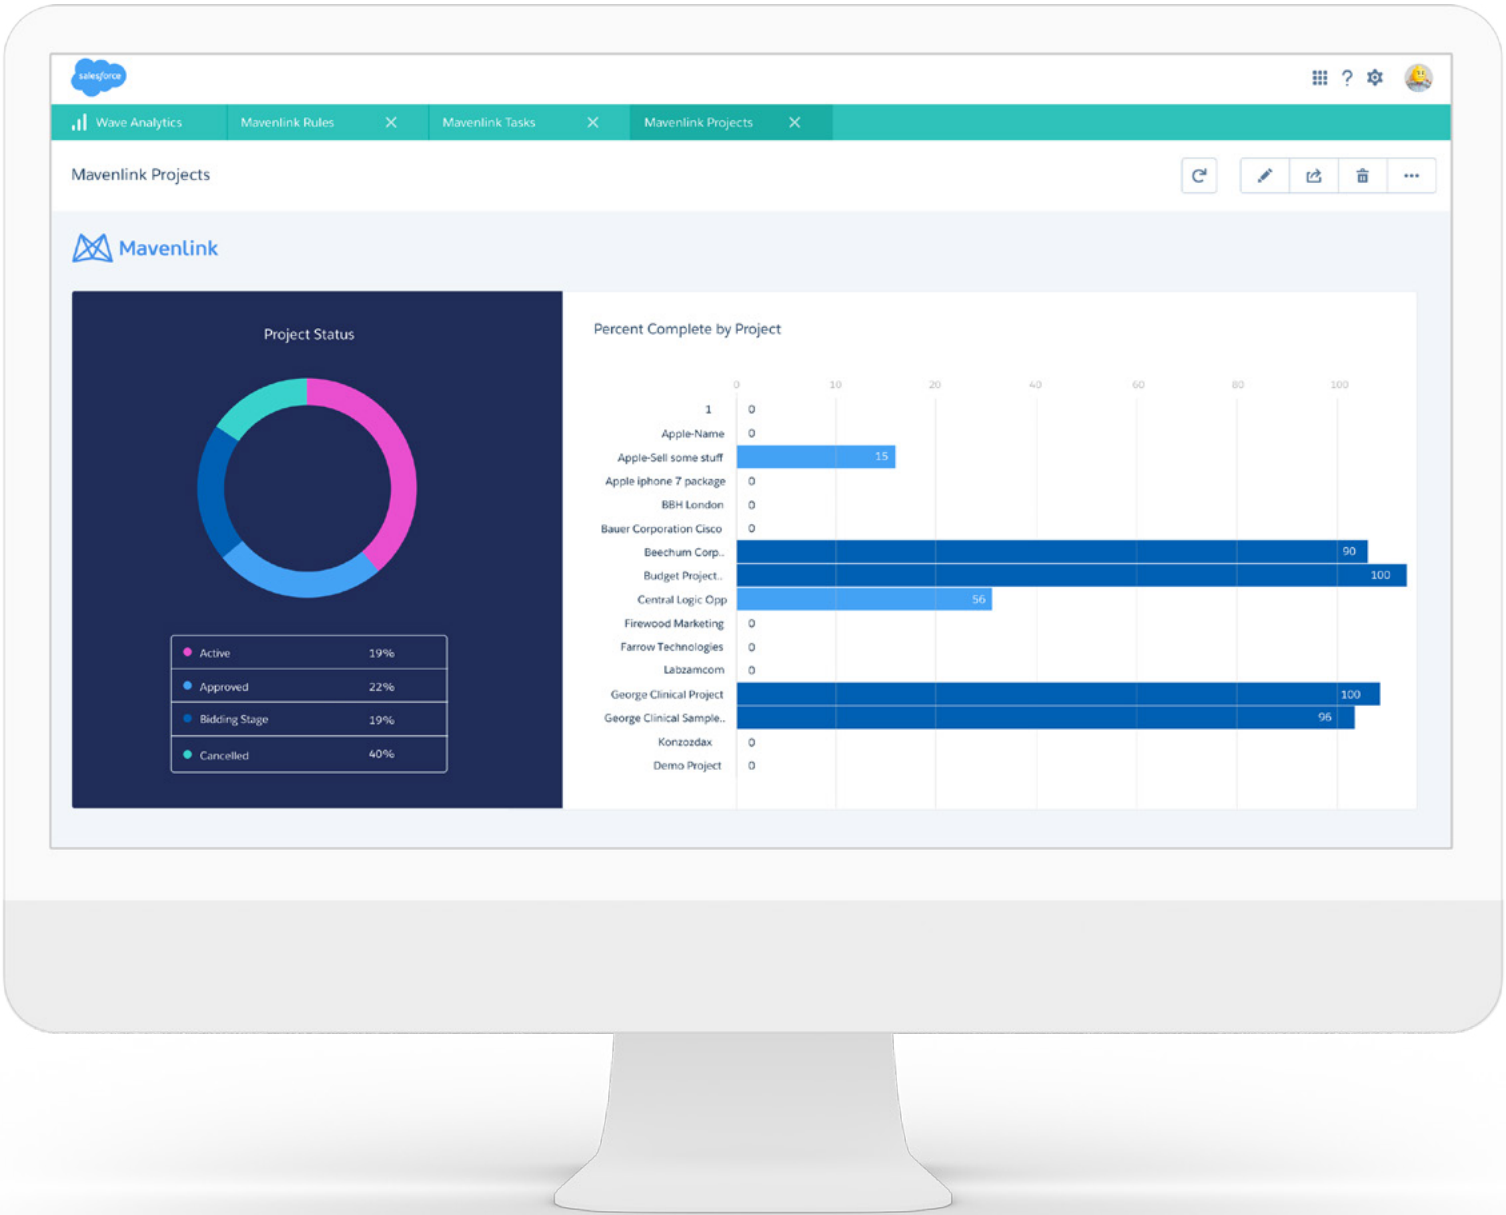 salesforce
?
Wave Analytics Mavenlink Rules Mavenlink Tasks Mavenlink Projects
Mavenlink Projects
Mavenlink
Project Status
Active 19%
Approved 22%
Bidding Stage 19%
Cancelled 40%
Percent Complete by Project
0 10 20 40 60 80 100
1 0
Apple-Name 0
Apple-Sell some stuff 15
Apple iphone 7 package 0
BBH London 0
Bauer Corporation Cisco 0
Beechum Corp.. 90
Budget Project.. 100
Central Logic Opp 56
Firewood Marketing 0
Farrow Technologies 0
Labzamcom 0
George Clinical Project 100
George Clinical Sample.. 96
Konzozdax 0
Demo Project 0